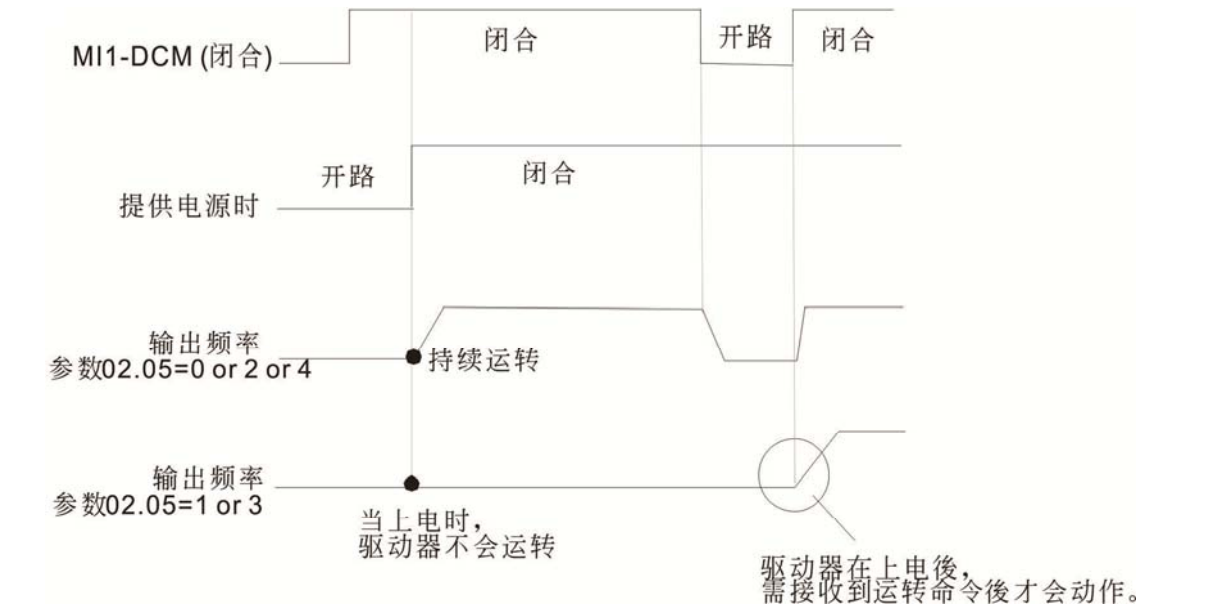 MI1-DCM (闭合)
闭合
开路
闭合
提供电源时
开路
闭合
输出频率
参数02.05=0 or 2 or 4
持续运转
输出频率
参数02.05=1 or 3
当上电时，
驱动器不会运转
驱动器在上电後，
需接收到运转命令後才会动作。